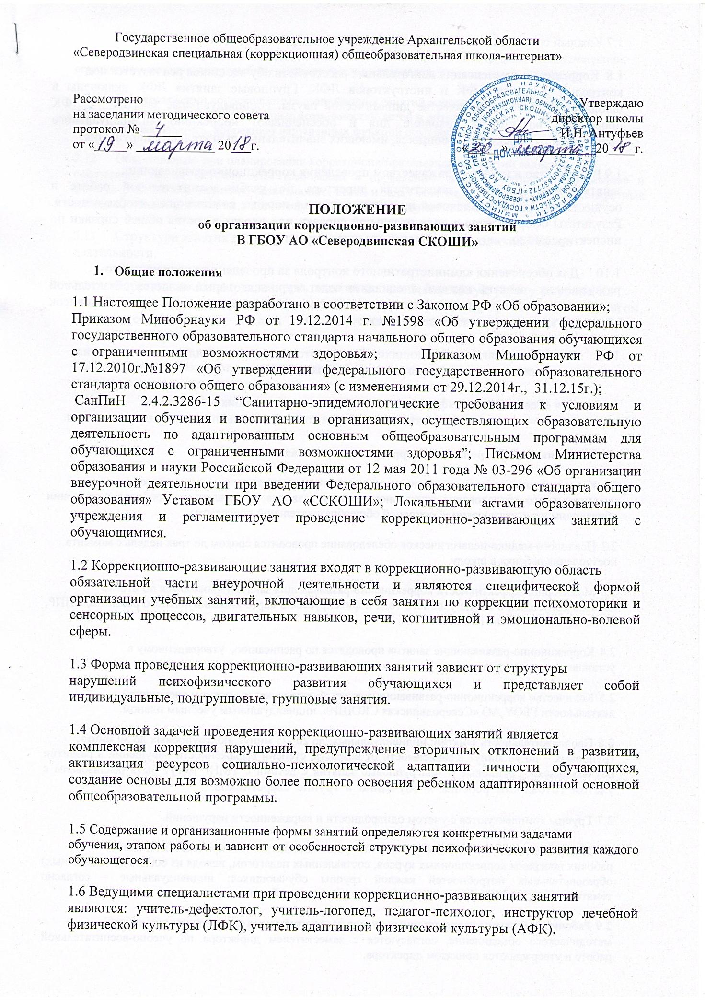 Государственное общеобразовательное учреждение Архангельской области
«Северодвинская специальная (коррекционная) общеобразовательная школа-интернат»
Рассмотрено
на заседании методического совета
протокол № 4
от «19» марта 2018 г.
Утверждаю
директор школы
И.Н. Антуфьев
«20» марта 2018 г.
ДЛЯ
ДОКУМЕНТОВ
ПОЛОЖЕНИЕ
об организации коррекционно-развивающих занятий
В ГБОУ АО «Северодвинская СКОШИ»
1. Общие положения
1.1 Настоящее Положение разработано в соответствии с Законом РФ «Об образовании»;
Приказом Минобрнауки РФ от 19.12.2014 г. №1598 «Об утверждении федерального
государственного образовательного стандарта начального общего образования обучающихся
с ограниченными возможностями здоровья»; Приказом Минобрнауки РФ от
17.12.2010г.№1897 «Об утверждении федерального государственного образовательного
стандарта основного общего образования» (с изменениями от 29.12.2014г., 31.12.15г.);
СанПиН 2.4.2.3286-15 “Санитарно-эпидемиологические требования к условиям и
организации обучения и воспитания в организациях, осуществляющих образовательную
деятельность по адаптированным основным общеобразовательным программам для
обучающихся с ограниченными возможностями здоровья”; Письмом Министерства
образования и науки Российской Федерации от 12 мая 2011 года № 03-296 «Об организации
внеурочной деятельности при введении Федерального образовательного стандарта общего
образования» Уставом ГБОУ АО «ССКОШИ»; Локальными актами образовательного
учреждения и регламентирует проведение коррекционно-развивающих занятий с
обучающимися.
1.2 Коррекционно-развивающие занятия входят в коррекционно-развивающую область
обязательной части внеурочной деятельности и являются специфической формой
организации учебных занятий, включающие в себя занятия по коррекции психомоторики и
сенсорных процессов, двигательных навыков, речи, когнитивной и эмоционально-волевой
сферы.
1.3 Форма проведения коррекционно-развивающих занятий зависит от структуры
нарушений психофизического развития обучающихся и представляет собой
индивидуальные, подгрупповые, групповые занятия.
1.4 Основной задачей проведения коррекционно-развивающих занятий является
комплексная коррекция нарушений, предупреждение вторичных отклонений в развитии,
активизация ресурсов социально-психологической адаптации личности обучающихся,
создание основы для возможно более полного освоения ребенком адаптированной основной
общеобразовательной программы.
1.5 Содержание и организационные формы занятий определяются конкретными задачами
обучения, этапом работы и зависит от особенностей структуры психофизического развития каждого
обучающегося.
1.6 Ведущими специалистами при проведении коррекционно-развивающих занятий
являются: учитель-дефектолог, учитель-логопед, педагог-психолог, инструктор лечебной
физической культуры (ЛФК), учитель адаптивной физической культуры (АФК).